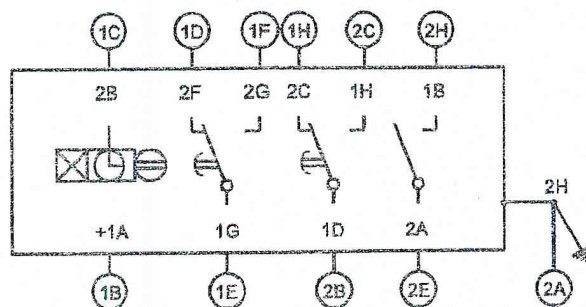 1C 1D 1F 1H 2C 2H
2B 2F 2G 2C 1H 1B
2H
+1A 1G 1D 2A
1B 1E 2B 2E 2A